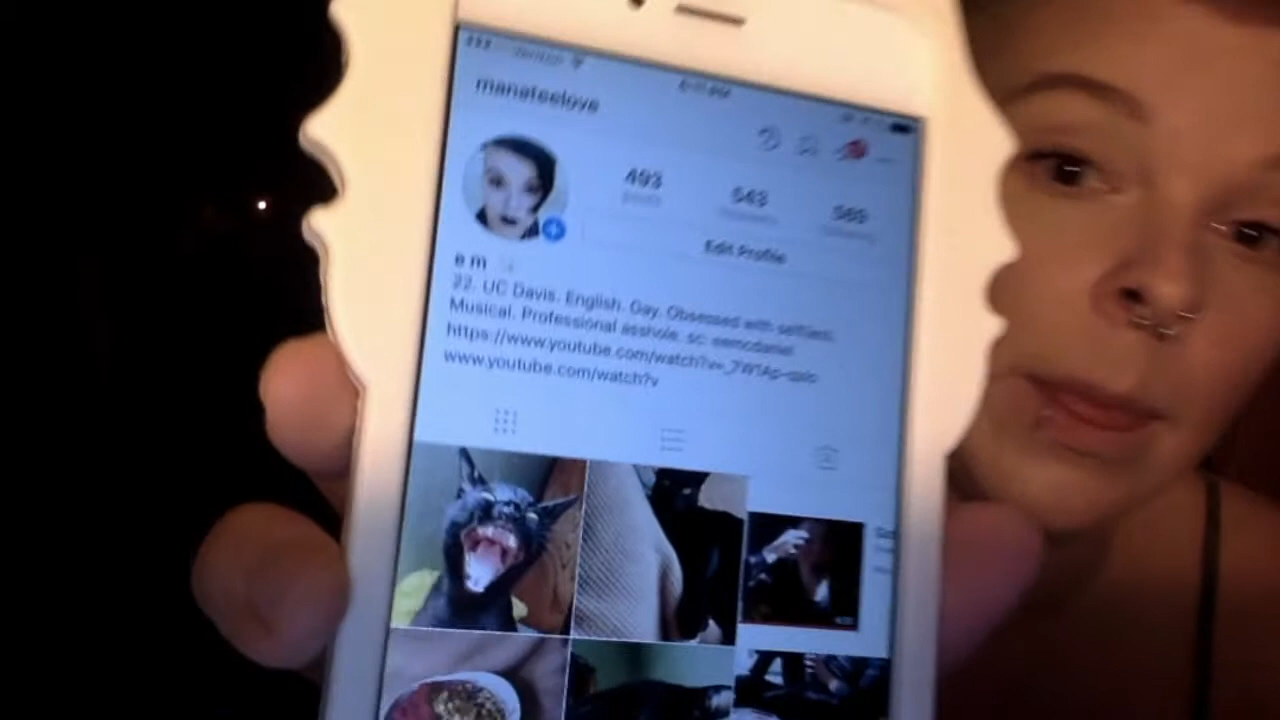 manateelove
493
543
569
Edit Profile
e m
22. UC Davis. English. Gay. Obsessed with selfies.
Musical. Professional asshole. sc: eemcdaniel
https://www.youtube.com/watch?v=
www.youtube.com/watch?v